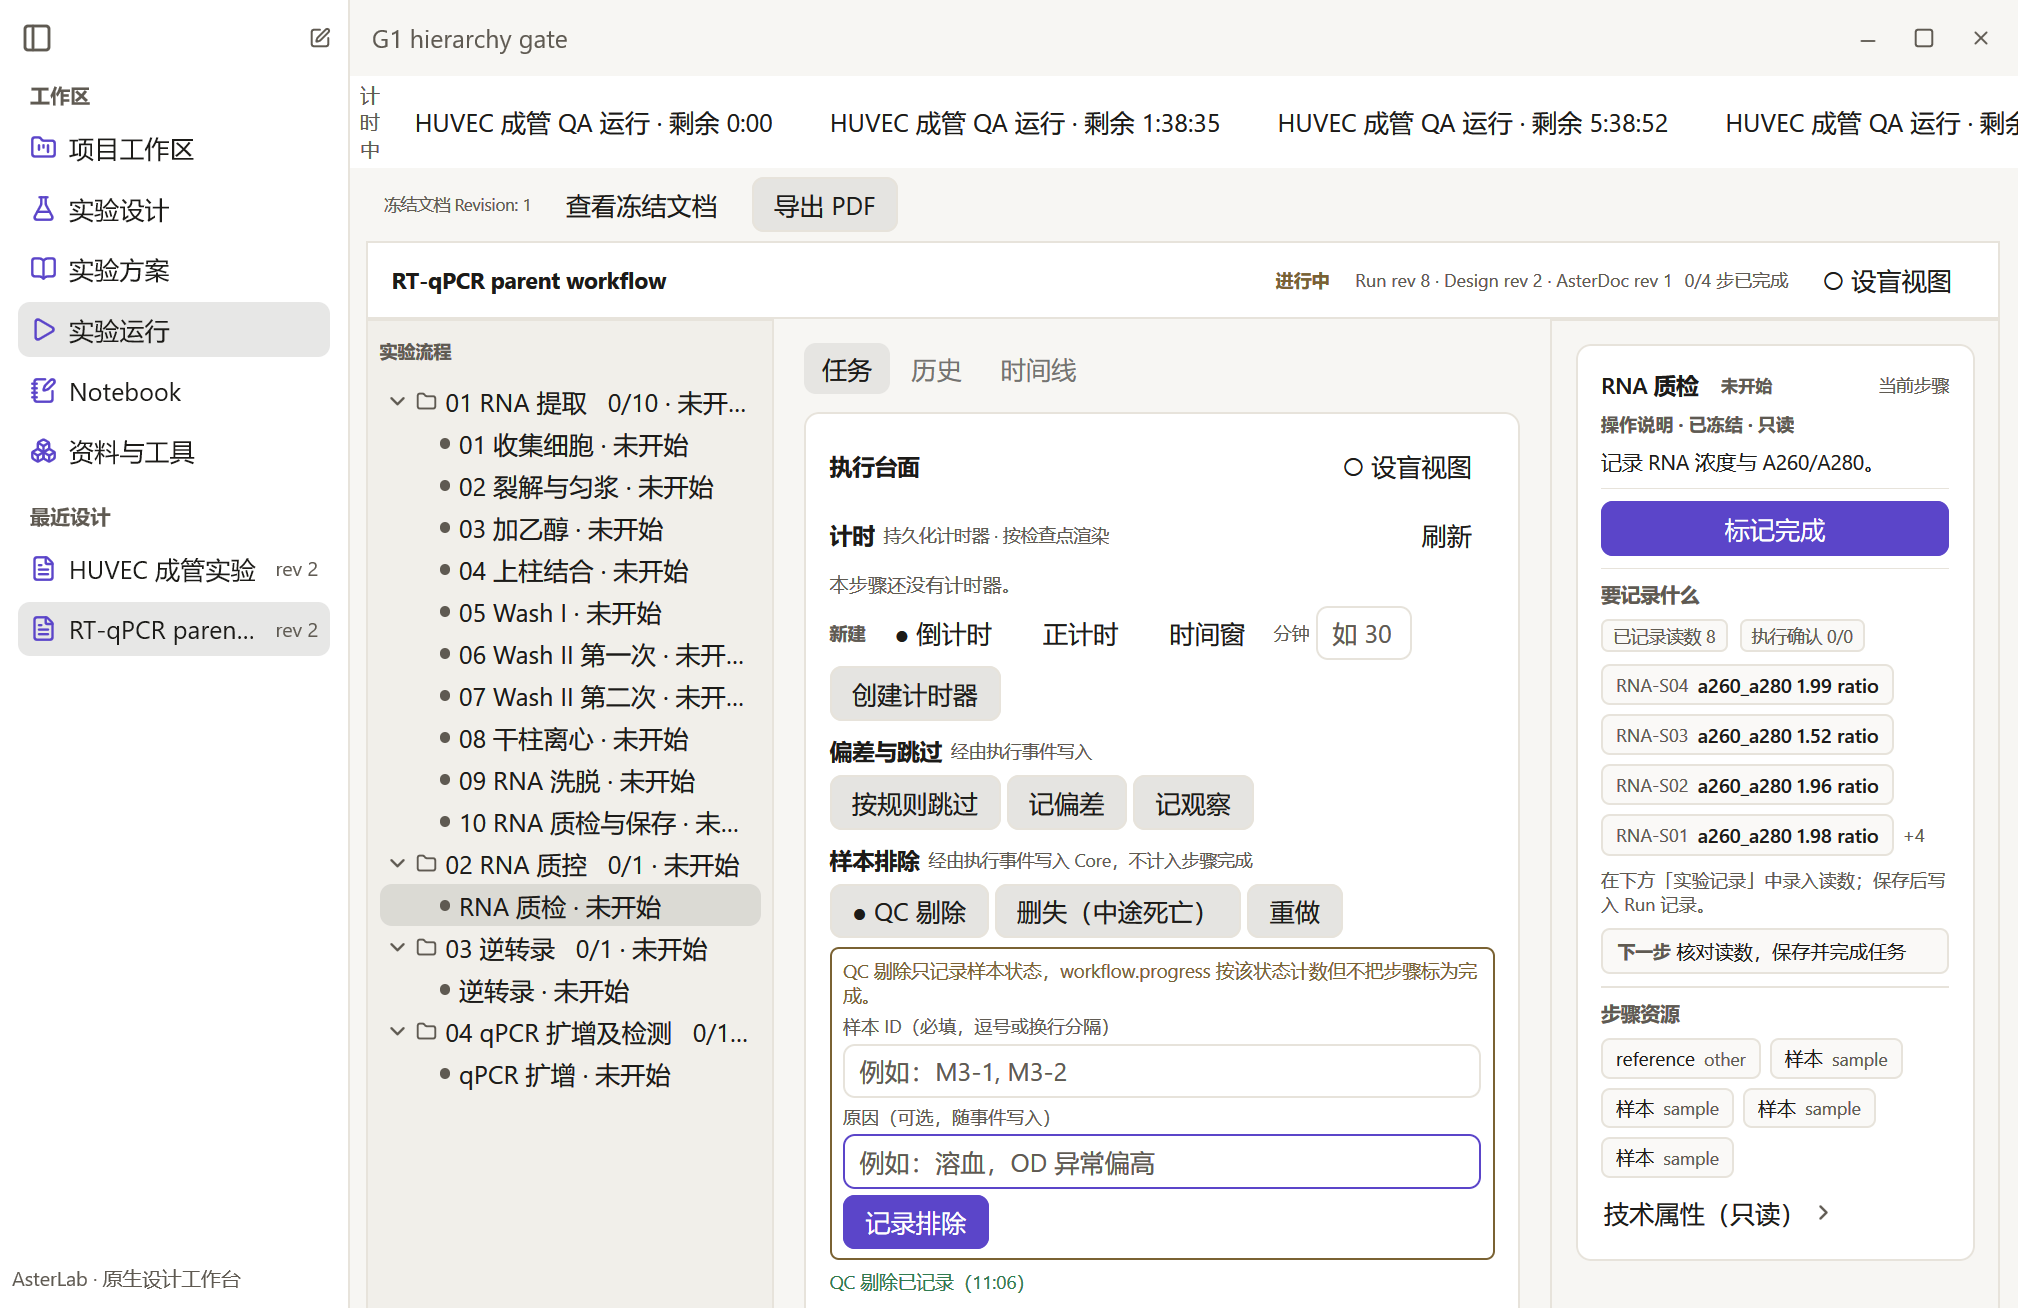 G1 hierarchy gate
工作区
项目工作区
实验设计
实验方案
实验运行
Notebook
资料与工具
最近设计
HUVEC 成管实验 rev 2
RT-qPCR paren... rev 2
AsterLab · 原生设计工作台
计时中
HUVEC 成管 QA 运行 · 剩余 0:00
HUVEC 成管 QA 运行 · 剩余 1:38:35
HUVEC 成管 QA 运行 · 剩余 5:38:52
HUVEC 成管 QA 运行 · 剩余
冻结文档 Revision: 1 查看冻结文档 导出 PDF
RT-qPCR parent workflow 进行中 Run rev 8 · Design rev 2 · AsterDoc rev 1 0/4 步已完成 设盲视图
实验流程
01 RNA 提取 0/10 · 未开...
01 收集细胞 · 未开始
02 裂解与匀浆 · 未开始
03 加乙醇 · 未开始
04 上柱结合 · 未开始
05 Wash I · 未开始
06 Wash II 第一次 · 未开...
07 Wash II 第二次 · 未开...
08 干柱离心 · 未开始
09 RNA 洗脱 · 未开始
10 RNA 质检与保存 · 未...
02 RNA 质控 0/1 · 未开始
RNA 质检 · 未开始
03 逆转录 0/1 · 未开始
逆转录 · 未开始
04 qPCR 扩增及检测 0/1...
qPCR 扩增 · 未开始
任务 历史 时间线
执行台面 设盲视图
计时 持久化计时器 · 按检查点渲染 刷新
本步骤还没有计时器。
新建 ● 倒计时 正计时 时间窗 分钟 如 30
创建计时器
偏差与跳过 经由执行事件写入
按规则跳过 记偏差 记观察
样本排除 经由执行事件写入 Core，不计入步骤完成
● QC 剔除 删失（中途死亡） 重做
QC 剔除只记录样本状态，workflow.progress 按该状态计数但不把步骤标为完
成。
样本 ID（必填，逗号或换行分隔）
例如：M3-1, M3-2
原因（可选，随事件写入）
例如：溶血，OD 异常偏高
记录排除
QC 剔除已记录（11:06）
RNA 质检 未开始 当前步骤
操作说明 · 已冻结 · 只读
记录 RNA 浓度与 A260/A280。
标记完成
要记录什么
已记录读数 8 执行确认 0/0
RNA-S04 a260_a280 1.99 ratio
RNA-S03 a260_a280 1.52 ratio
RNA-S02 a260_a280 1.96 ratio
RNA-S01 a260_a280 1.98 ratio +4
在下方「实验记录」中录入读数；保存后写
入 Run 记录。
下一步 核对读数，保存并完成任务
步骤资源
reference other 样本 sample
样本 sample 样本 sample
样本 sample
技术属性（只读）